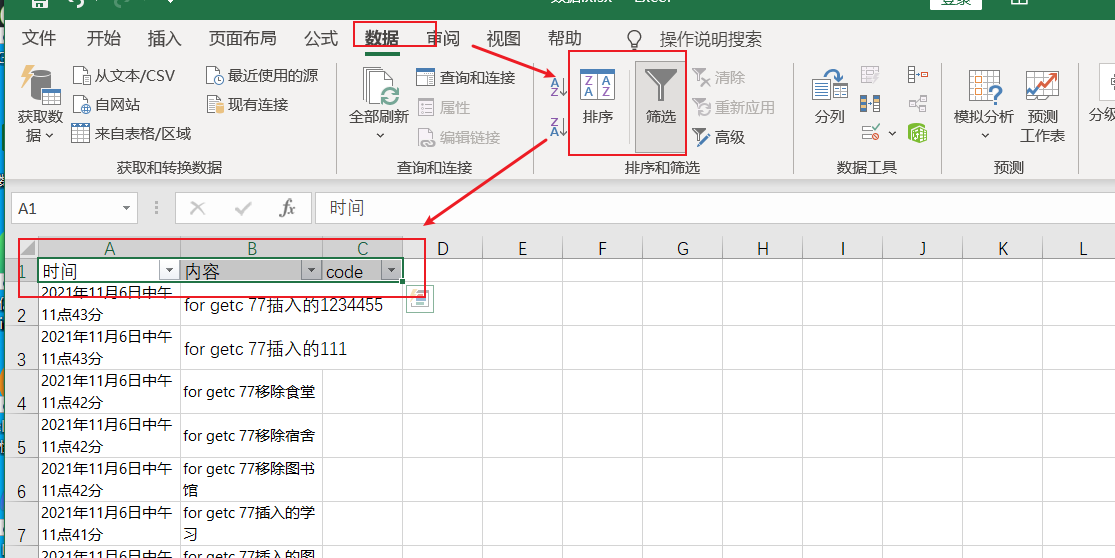 文件 开始 插入 页面布局 公式 数据 审阅 视图 帮助 操作说明搜索
从文本/CSV 最近使用的源 查询和连接 清除
自网站 现有连接 属性 重新应用
来自表格/区域 编辑链接 高级
获取数据 全部刷新 排序 筛选 分列 模拟分析 预测工作表
获取和转换数据 查询和连接 排序和筛选 数据工具 预测
A1 fx 时间
A B C D E F G H I J K L
1 时间 内容 code
2021年11月6日中午
2 11点43分 for getc 77插入的1234455
2021年11月6日中午
3 11点43分 for getc 77插入的111
2021年11月6日中午
4 11点42分 for getc 77移除食堂
2021年11月6日中午
5 11点42分 for getc 77移除宿舍
2021年11月6日中午 for getc 77移除图书
6 11点42分 馆
2021年11月6日中午 for getc 77插入的学
7 11点41分 习
2021年11月6日中午 for getc 77插入的图